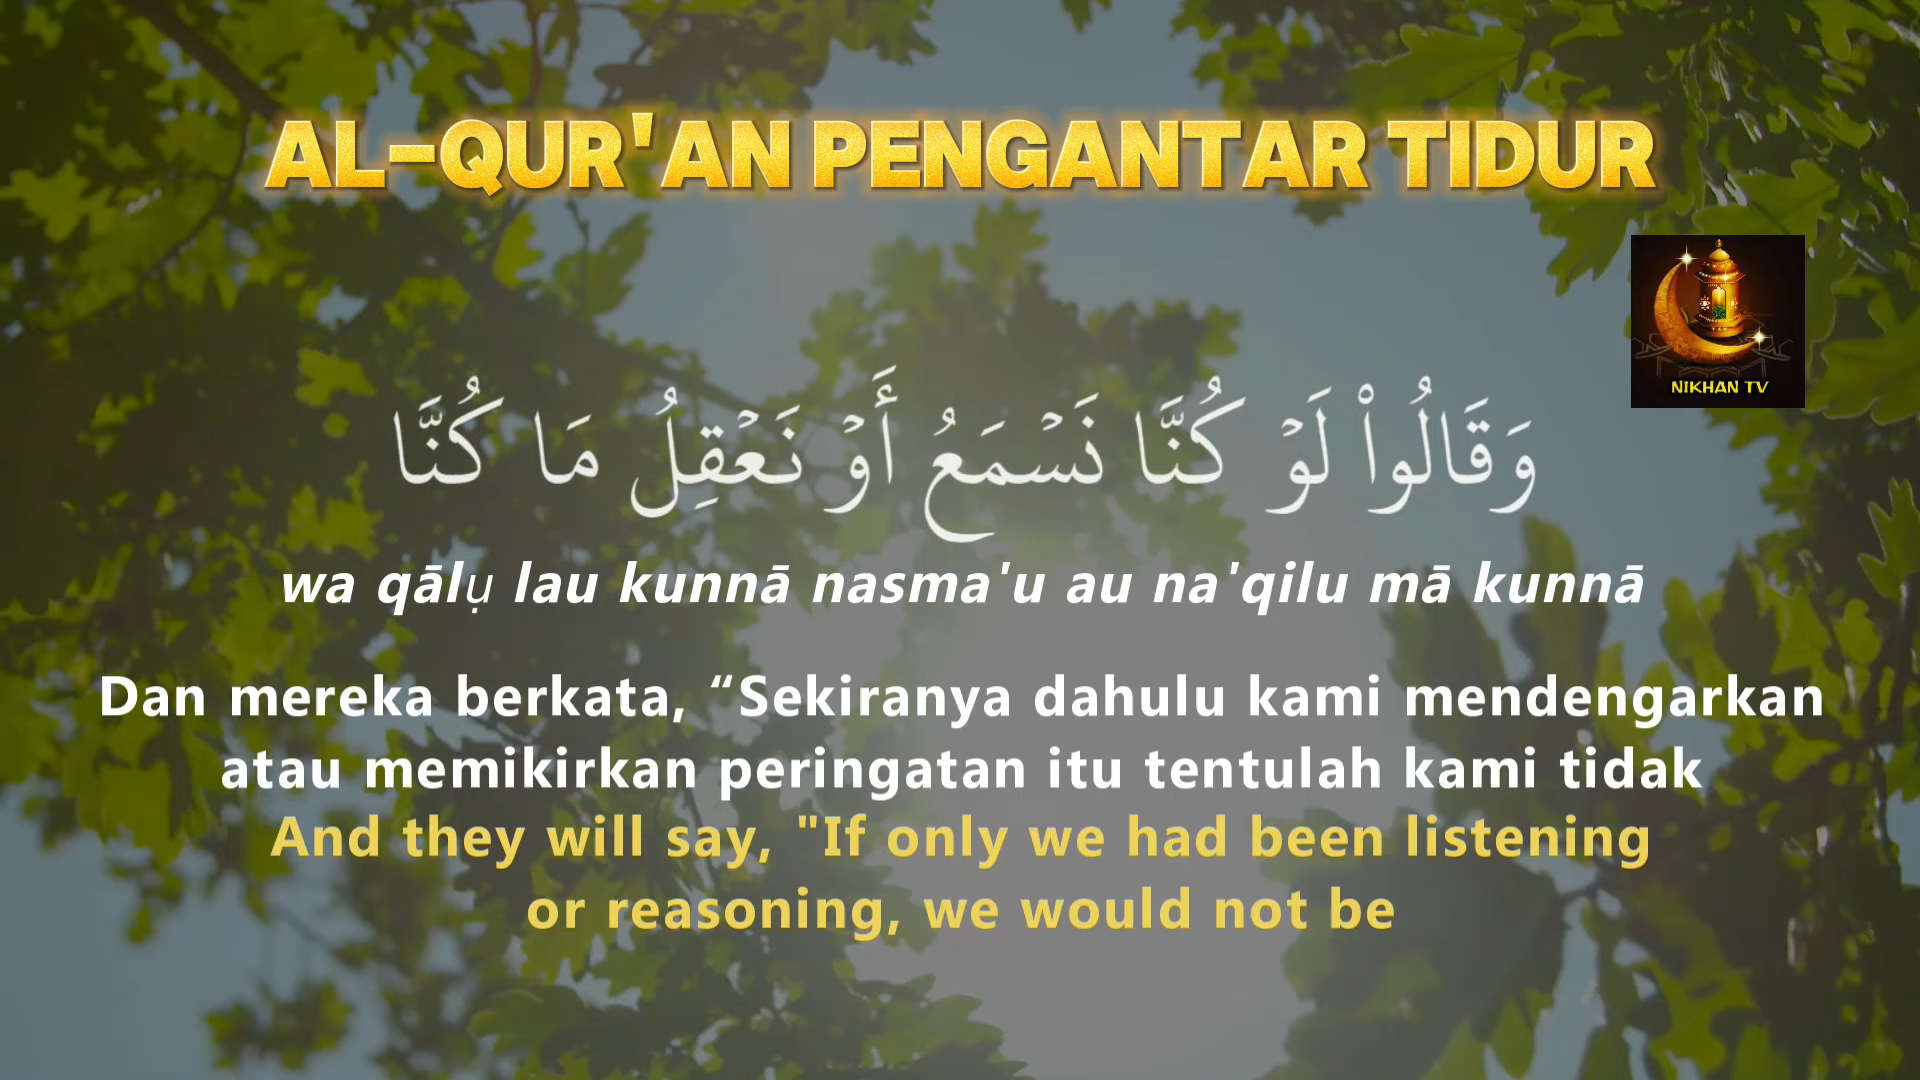 AL-QUR'AN PENGANTAR TIDUR
NIKHAN TV
وَقَالُوا۟ لَوْ كُنَّا نَسْمَعُ أَوْ نَعْقِلُ مَا كُنَّا
wa qālụ lau kunnā nasma'u au na'qilu mā kunnā
Dan mereka berkata, “Sekiranya dahulu kami mendengarkan
atau memikirkan peringatan itu tentulah kami tidak
And they will say, "If only we had been listening
or reasoning, we would not be